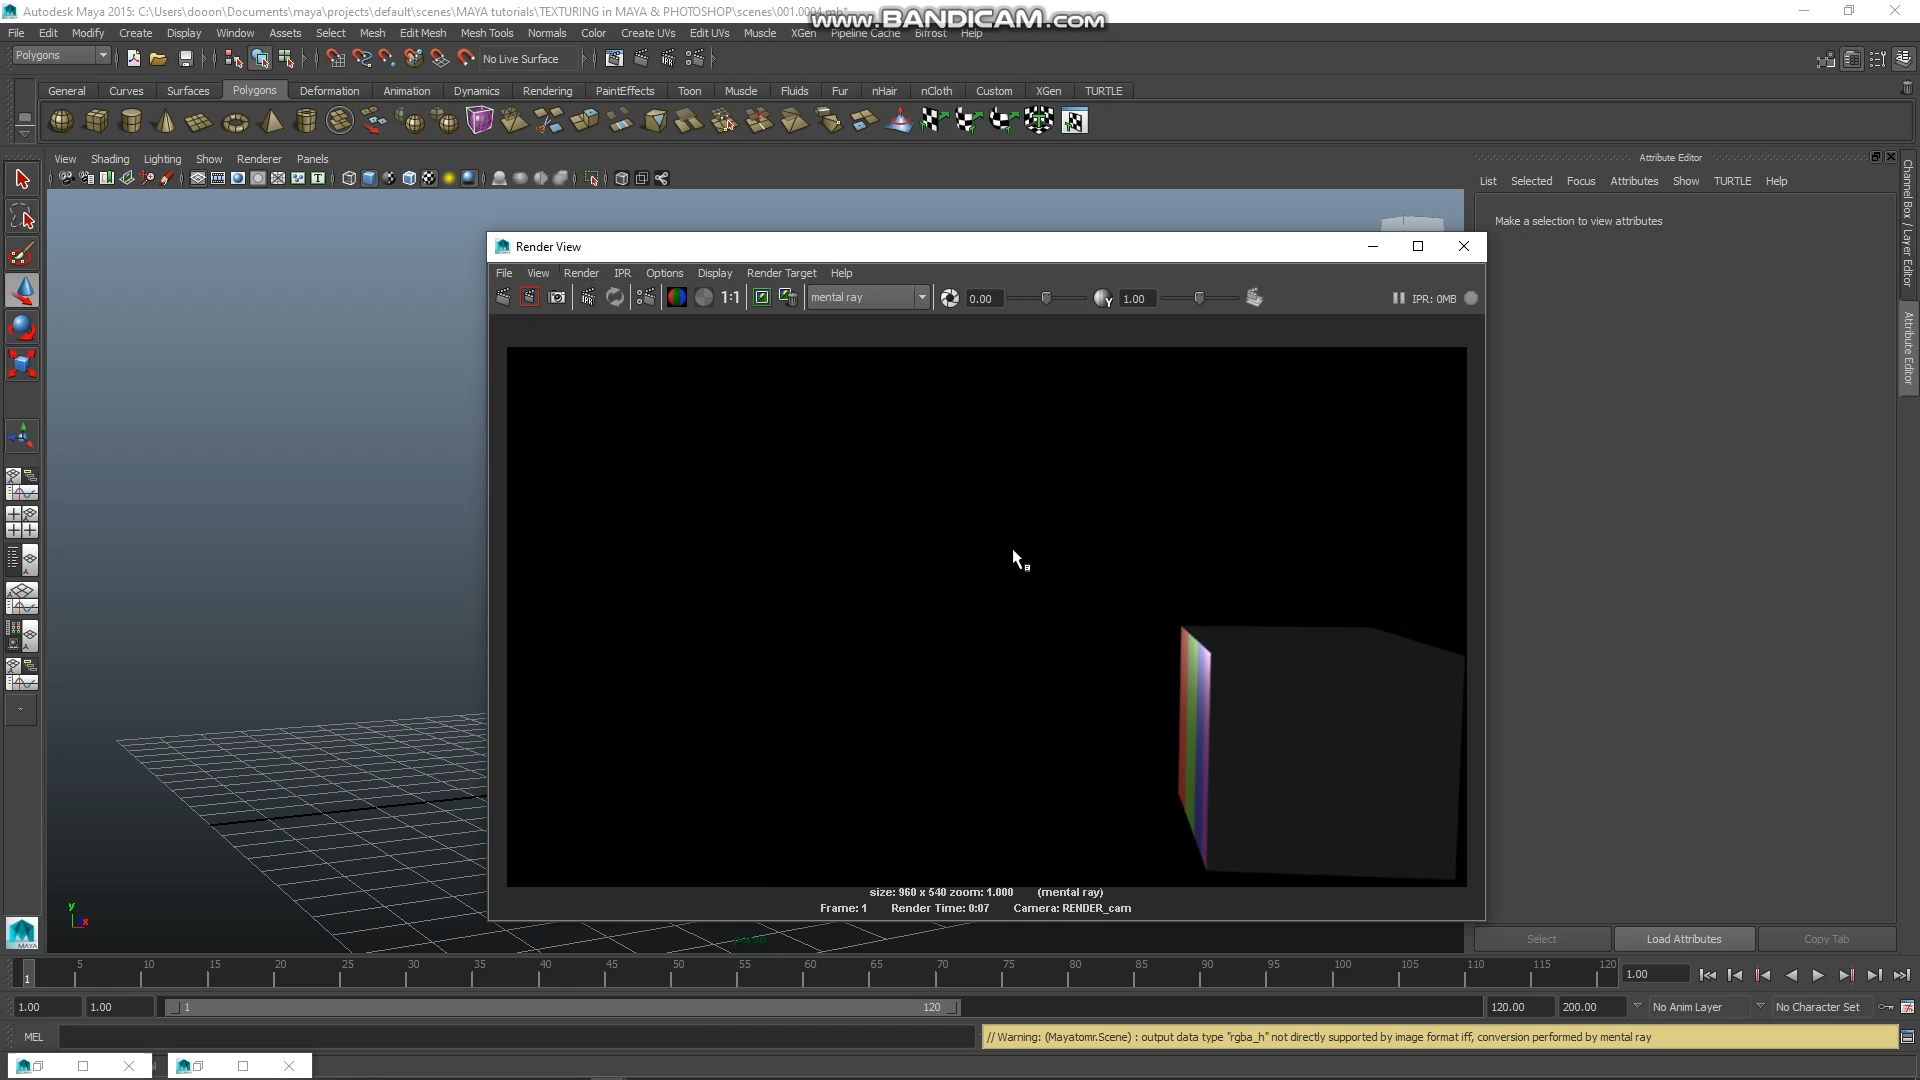 Autodesk Maya 2015: C:\Users\dooon\Documents\maya\projects\default\scenes\MAYA tutorials\TEXTURING in MAYA & PHOTOSHOP\scenes\001.0004.mb*
www.BANDICAM.com
File Edit Modify Create Display Window Assets Select Mesh Edit Mesh Mesh Tools Normals Color Create UVs Edit UVs Muscle XGen Pipeline Cache Bifrost Help
Polygons No Live Surface
General Curves Surfaces Polygons Deformation Animation Dynamics Rendering PaintEffects Toon Muscle Fluids Fur nHair nCloth Custom XGen TURTLE
View Shading Lighting Show Renderer Panels
Attribute Editor
List Selected Focus Attributes Show TURTLE Help
Make a selection to view attributes
Channel Box / Layer Editor
Attribute Editor
Render View
File View Render IPR Options Display Render Target Help
1:1 mental ray 0.00 1.00 IPR: 0MB
size: 960 x 540 zoom: 1.000 (mental ray)
Frame: 1 Render Time: 0:07 Camera: RENDER_cam
y
x
persp
MAYA
Select Load Attributes Copy Tab
1 5 10 15 20 25 30 35 40 45 50 55 60 65 70 75 80 85 90 95 100 105 110 115 120 1.00
1.00 1.00 1 120 120.00 200.00 No Anim Layer No Character Set
MEL // Warning: (Mayatomr.Scene) : output data type "rgba_h" not directly supported by image format iff, conversion performed by mental ray